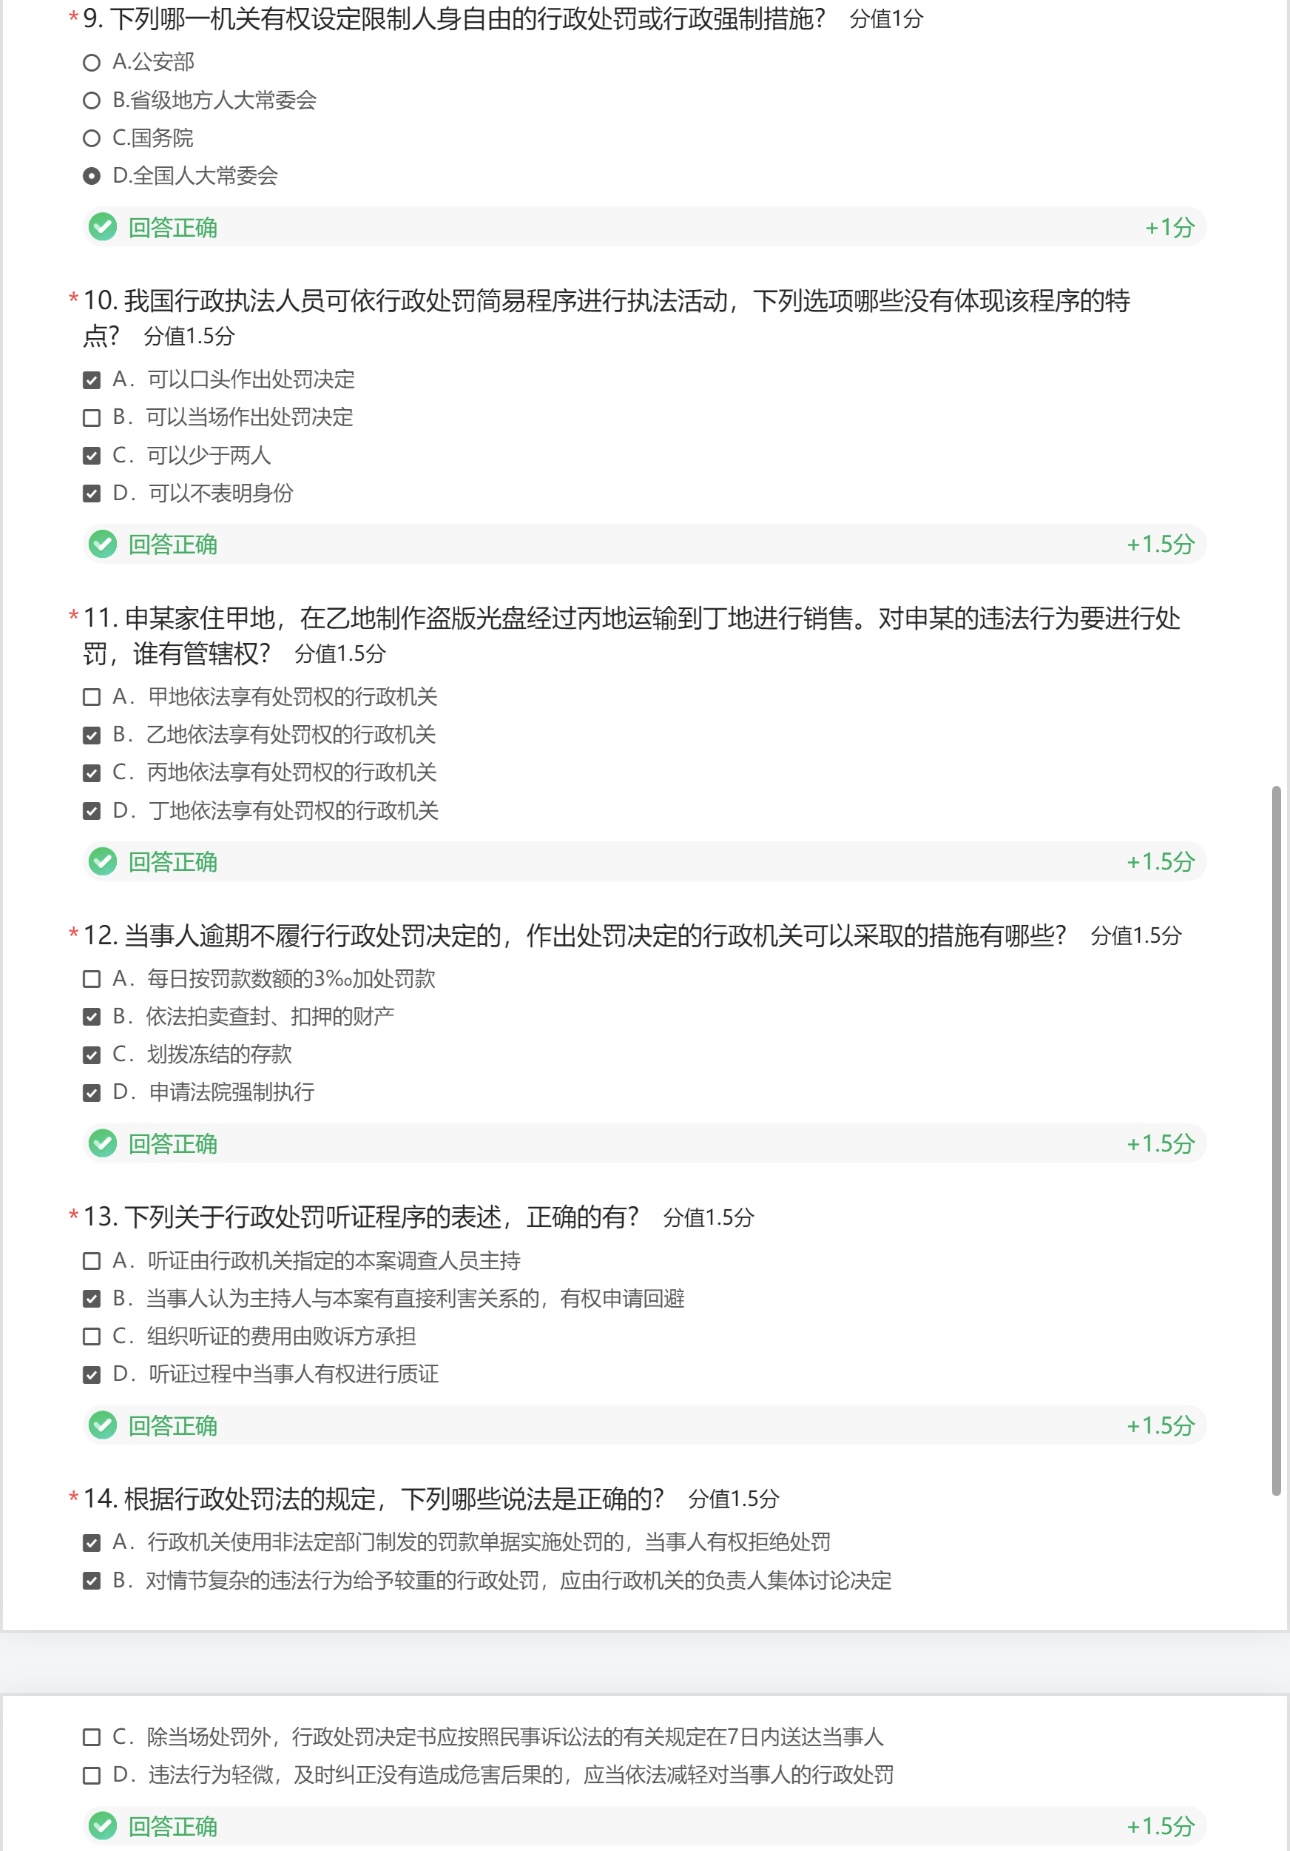 *9. 下列哪一机关有权设定限制人身自由的行政处罚或行政强制措施? 分值1分
A.公安部
B.省级地方人大常委会
C.国务院
D.全国人大常委会
回答正确 +1分
*10. 我国行政执法人员可依行政处罚简易程序进行执法活动，下列选项哪些没有体现该程序的特
点? 分值1.5分
A. 可以口头作出处罚决定
B. 可以当场作出处罚决定
C. 可以少于两人
D. 可以不表明身份
回答正确 +1.5分
*11. 申某家住甲地，在乙地制作盗版光盘经过丙地运输到丁地进行销售。对申某的违法行为要进行处
罚，谁有管辖权? 分值1.5分
A. 甲地依法享有处罚权的行政机关
B. 乙地依法享有处罚权的行政机关
C. 丙地依法享有处罚权的行政机关
D. 丁地依法享有处罚权的行政机关
回答正确 +1.5分
*12. 当事人逾期不履行行政处罚决定的，作出处罚决定的行政机关可以采取的措施有哪些? 分值1.5分
A. 每日按罚款数额的3‰加处罚款
B. 依法拍卖查封、扣押的财产
C. 划拨冻结的存款
D. 申请法院强制执行
回答正确 +1.5分
*13. 下列关于行政处罚听证程序的表述，正确的有? 分值1.5分
A. 听证由行政机关指定的本案调查人员主持
B. 当事人认为主持人与本案有直接利害关系的，有权申请回避
C. 组织听证的费用由败诉方承担
D. 听证过程中当事人有权进行质证
回答正确 +1.5分
*14. 根据行政处罚法的规定，下列哪些说法是正确的? 分值1.5分
A. 行政机关使用非法定部门制发的罚款单据实施处罚的，当事人有权拒绝处罚
B. 对情节复杂的违法行为给予较重的行政处罚，应由行政机关的负责人集体讨论决定
C. 除当场处罚外，行政处罚决定书应按照民事诉讼法的有关规定在7日内送达当事人
D. 违法行为轻微，及时纠正没有造成危害后果的，应当依法减轻对当事人的行政处罚
回答正确 +1.5分